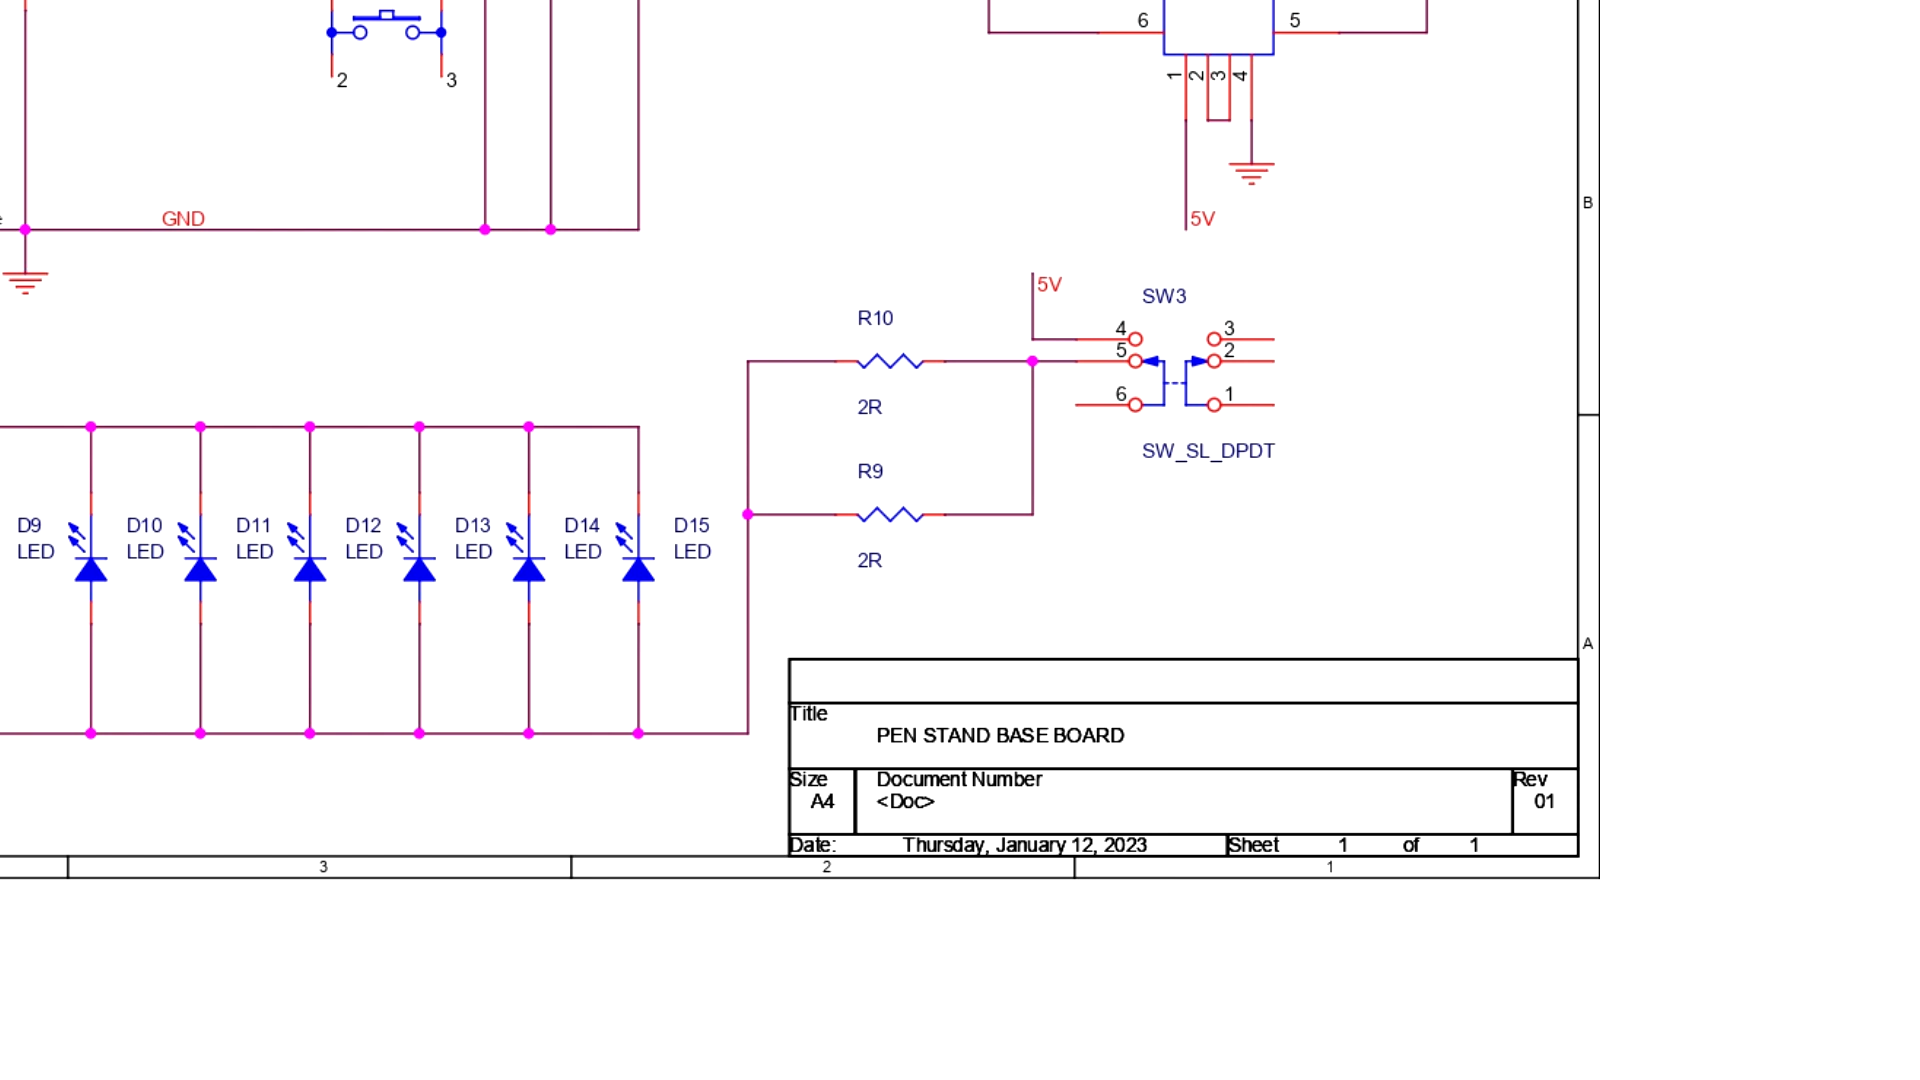 6 5
1 2 3 4
2 3
B
GND
5V
5V
SW3
R10
4 3
5 2
2R
6 1
SW_SL_DPDT
R9
D9 D10 D11 D12 D13 D14 D15
LED LED LED LED LED LED LED
2R
A
Title
PEN STAND BASE BOARD
Size Document Number Rev
A4 <Doc> 01
Date: Thursday, January 12, 2023 Sheet 1 of 1
3 2 1